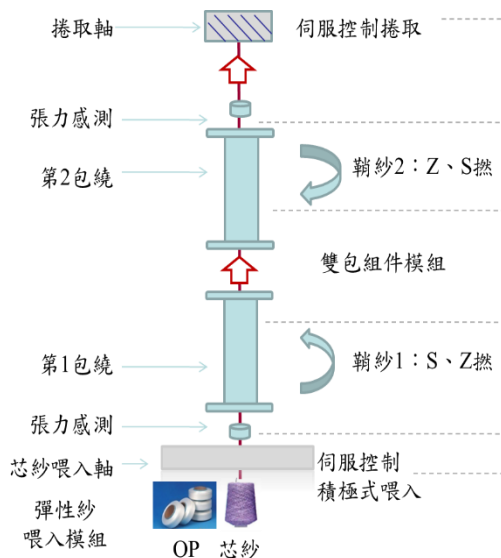 捲取軸
伺服控制捲取
張力感測
第2包繞
鞘紗2：Z、S撚
雙包組件模組
第1包繞
鞘紗1：S、Z撚
張力感測
芯紗喂入軸
伺服控制
積極式喂入
彈性紗
喂入模組
OP
芯紗